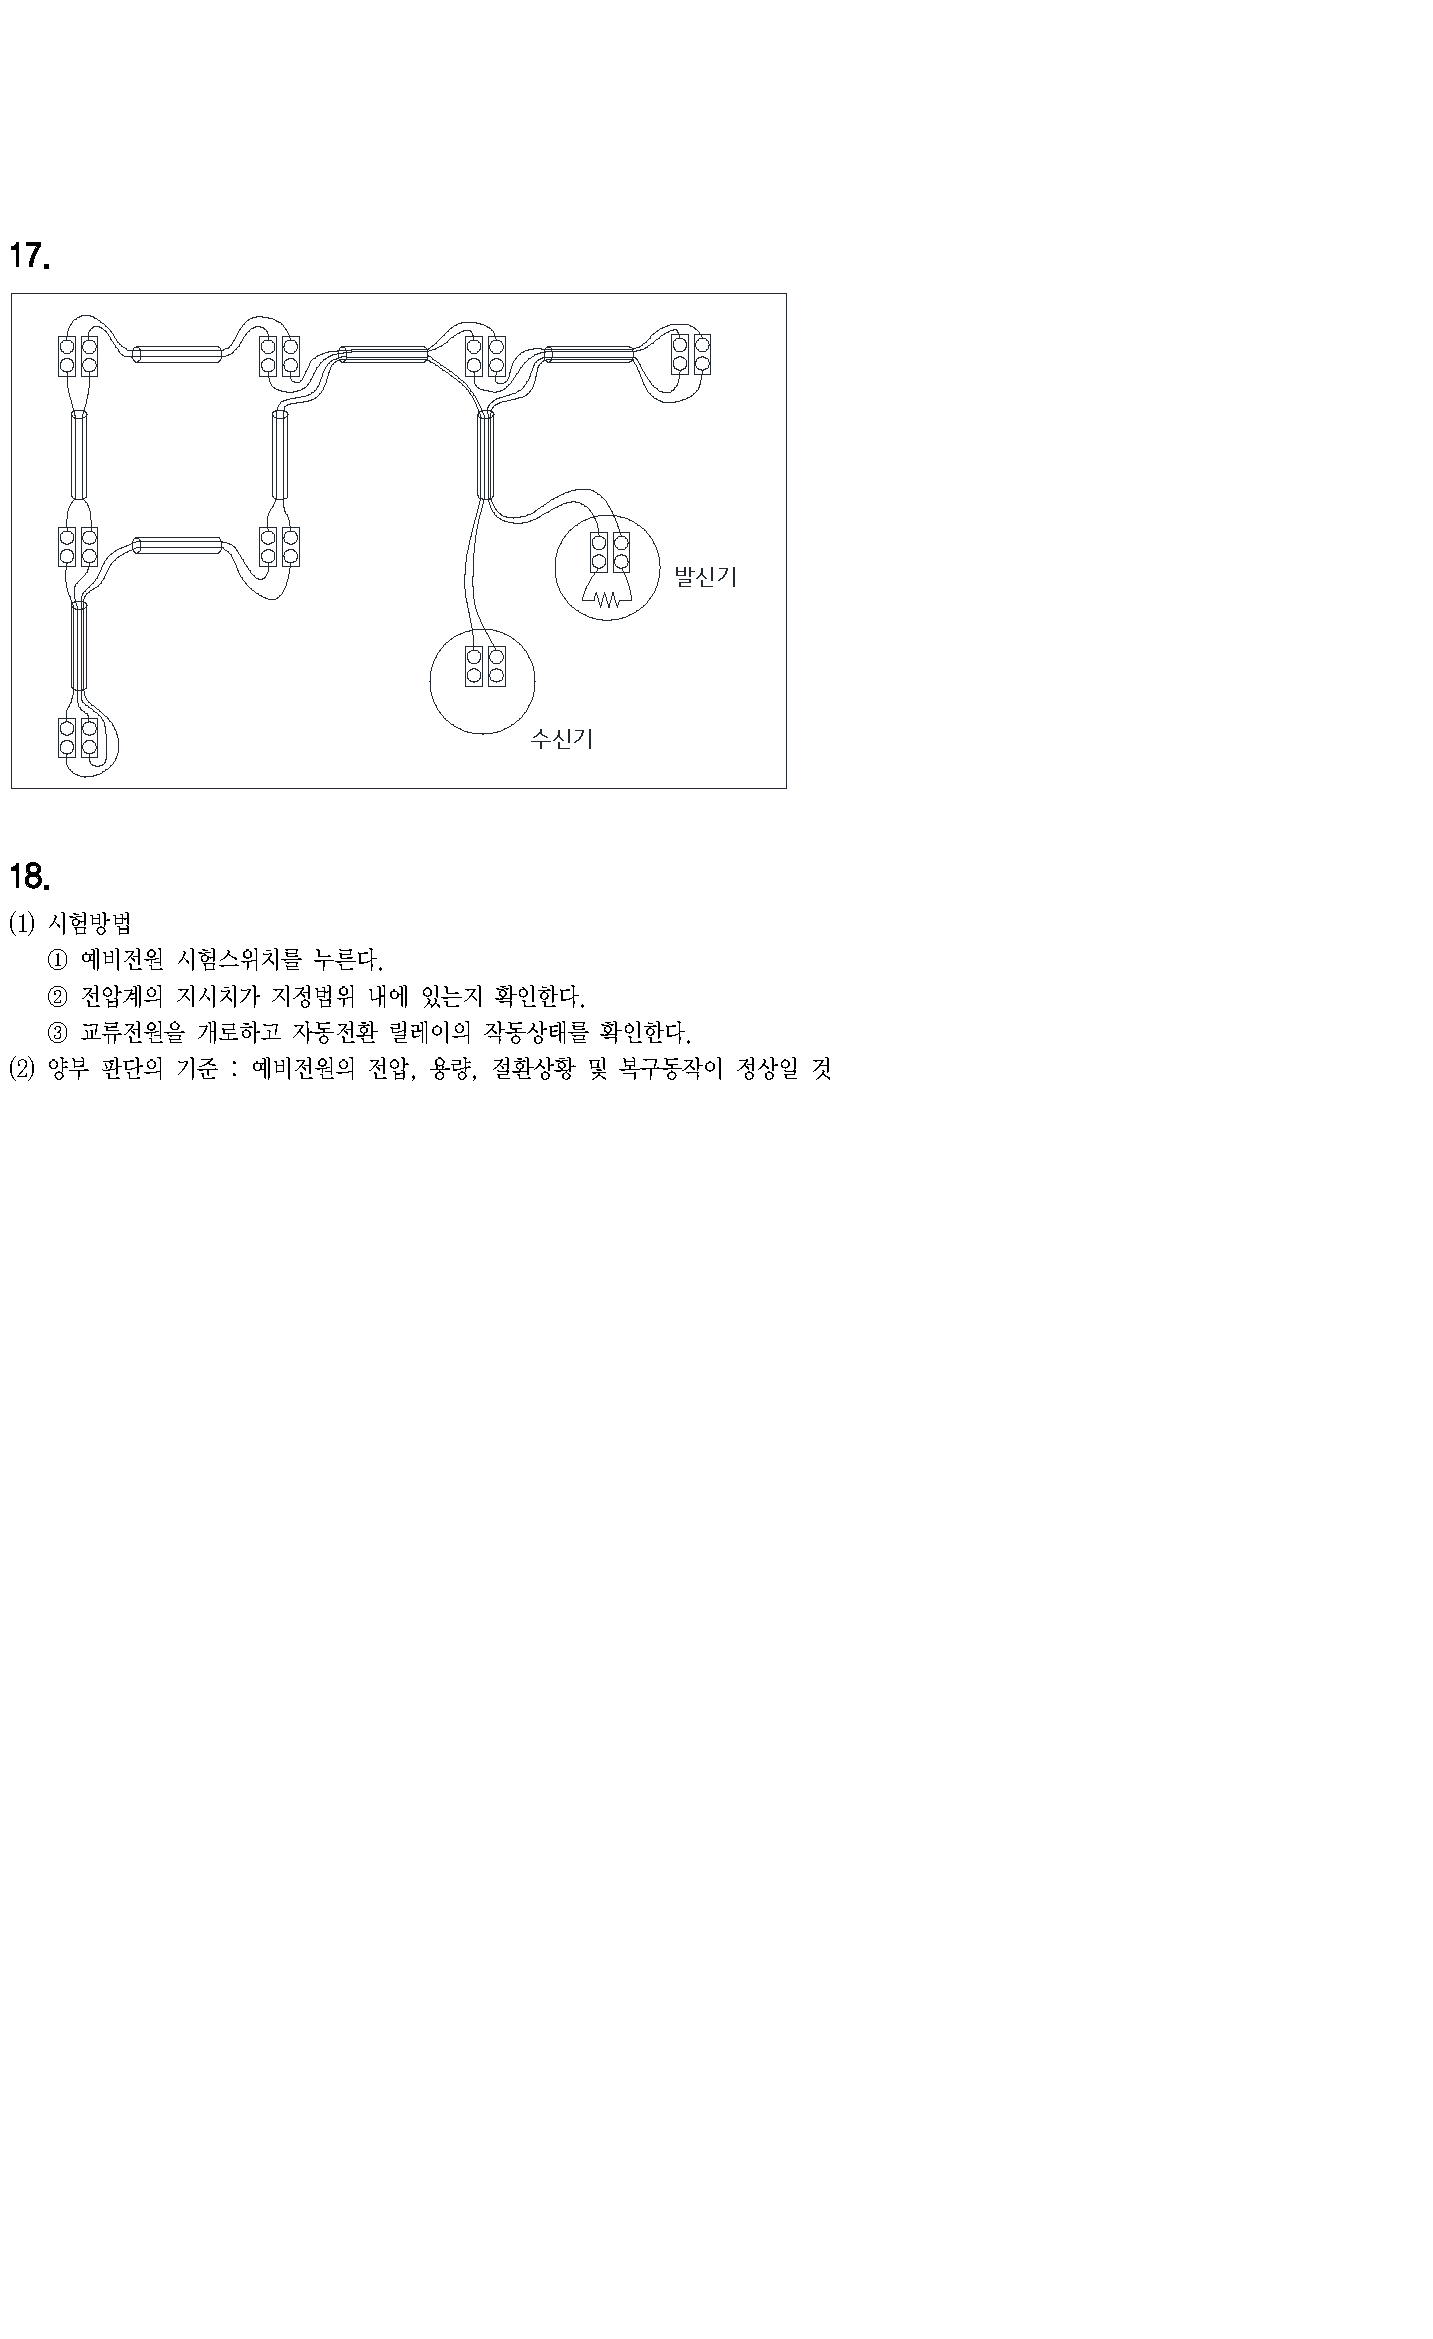 17.
발신기
수신기
18.
(1) 시험방법
① 예비전원 시험스위치를 누른다.
② 전압계의 지시치가 지정범위 내에 있는지 확인한다.
③ 교류전원을 개로하고 자동전환 릴레이의 작동상태를 확인한다.
(2) 양부 판단의 기준 : 예비전원의 전압, 용량, 절환상황 및 복구동작이 정상일 것